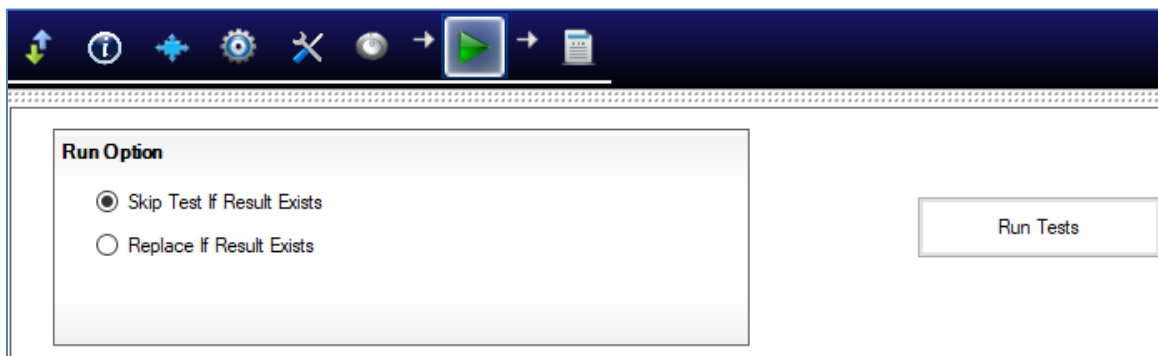 Run Option
Skip Test If Result Exists
Replace If Result Exists
Run Tests